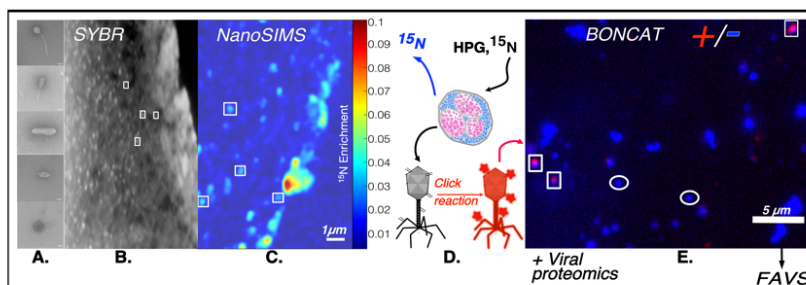 SYBR
NanoSIMS
0.1
0.09
0.08
0.07
0.06
0.05
0.04
0.03
0.02
0.01
¹⁵N Enrichment
1µm
¹⁵N
HPG,¹⁵N
Click
reaction
BONCAT
+/-
5 µm
A.
B.
C.
D.
E.
+ Viral
proteomics
FAVS